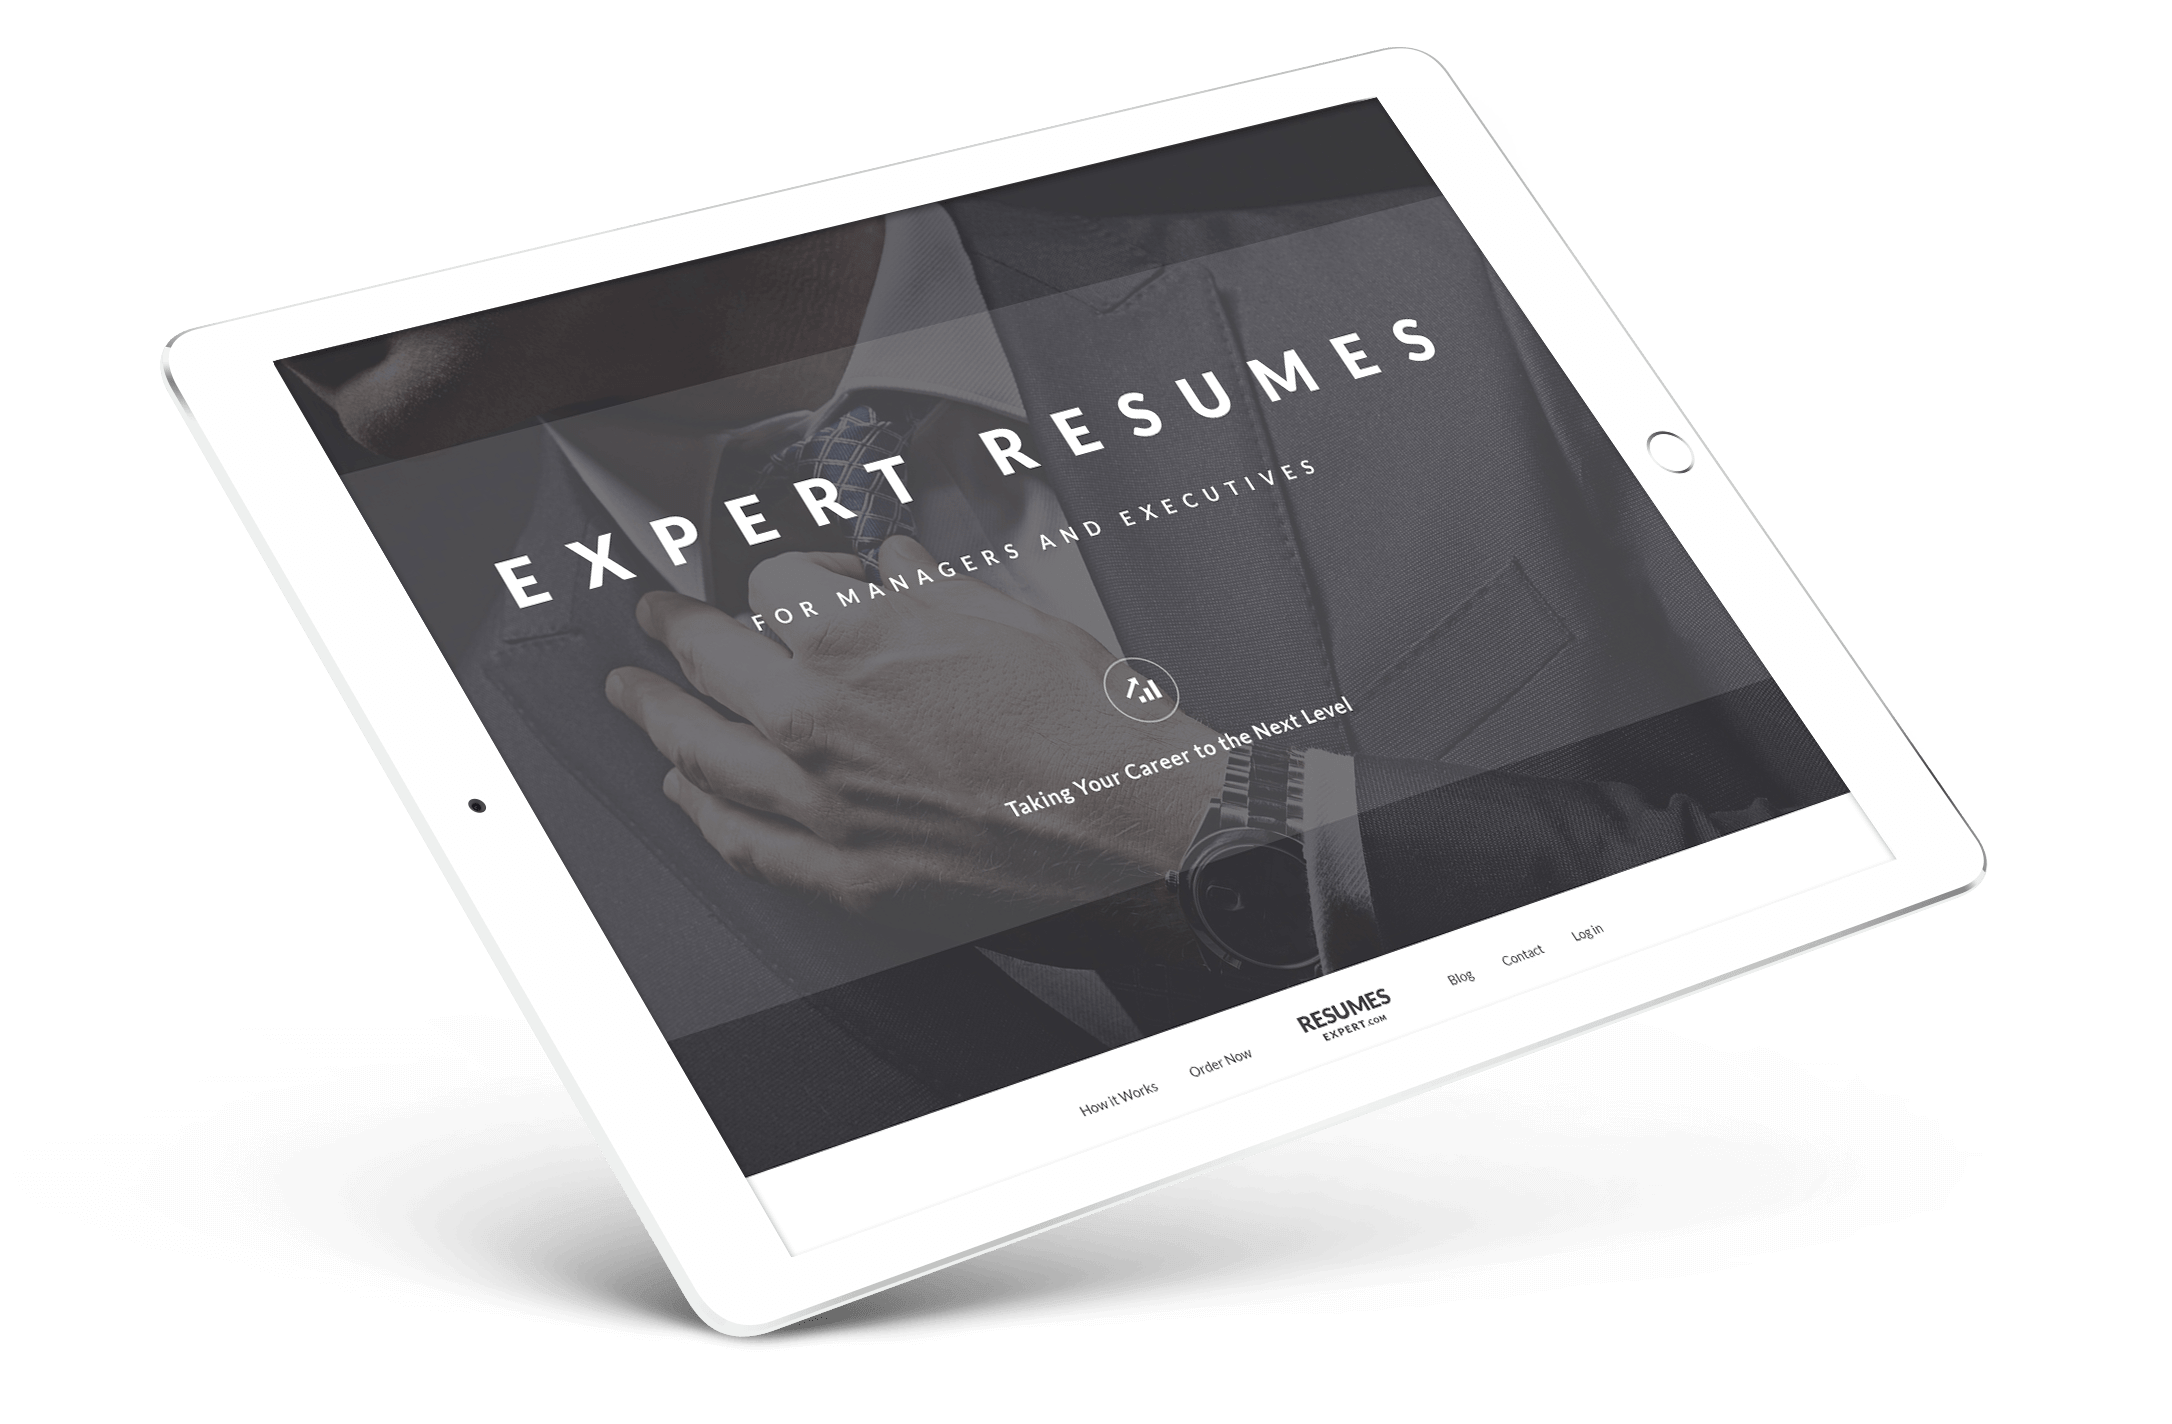 EXPERT RESUMES
FOR MANAGERS AND EXECUTIVES
Taking Your Career to the Next Level
How it Works Order Now RESUMES EXPERT.COM Blog Contact Log in